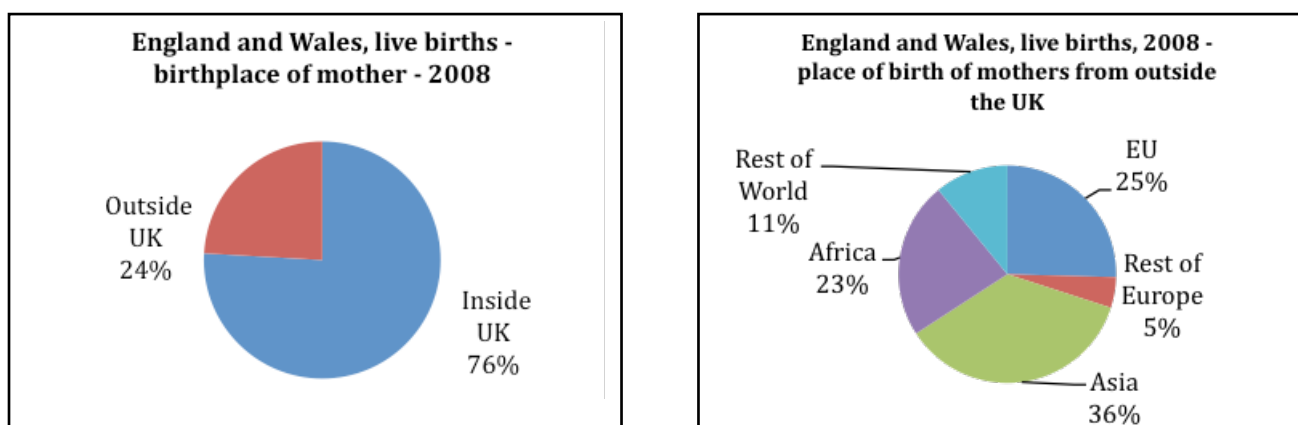 England and Wales, live births -
birthplace of mother - 2008
Outside
UK
24%
Inside
UK
76%
England and Wales, live births, 2008 -
place of birth of mothers from outside
the UK
Rest of
World
11%
EU
25%
Africa
23%
Rest of
Europe
5%
Asia
36%